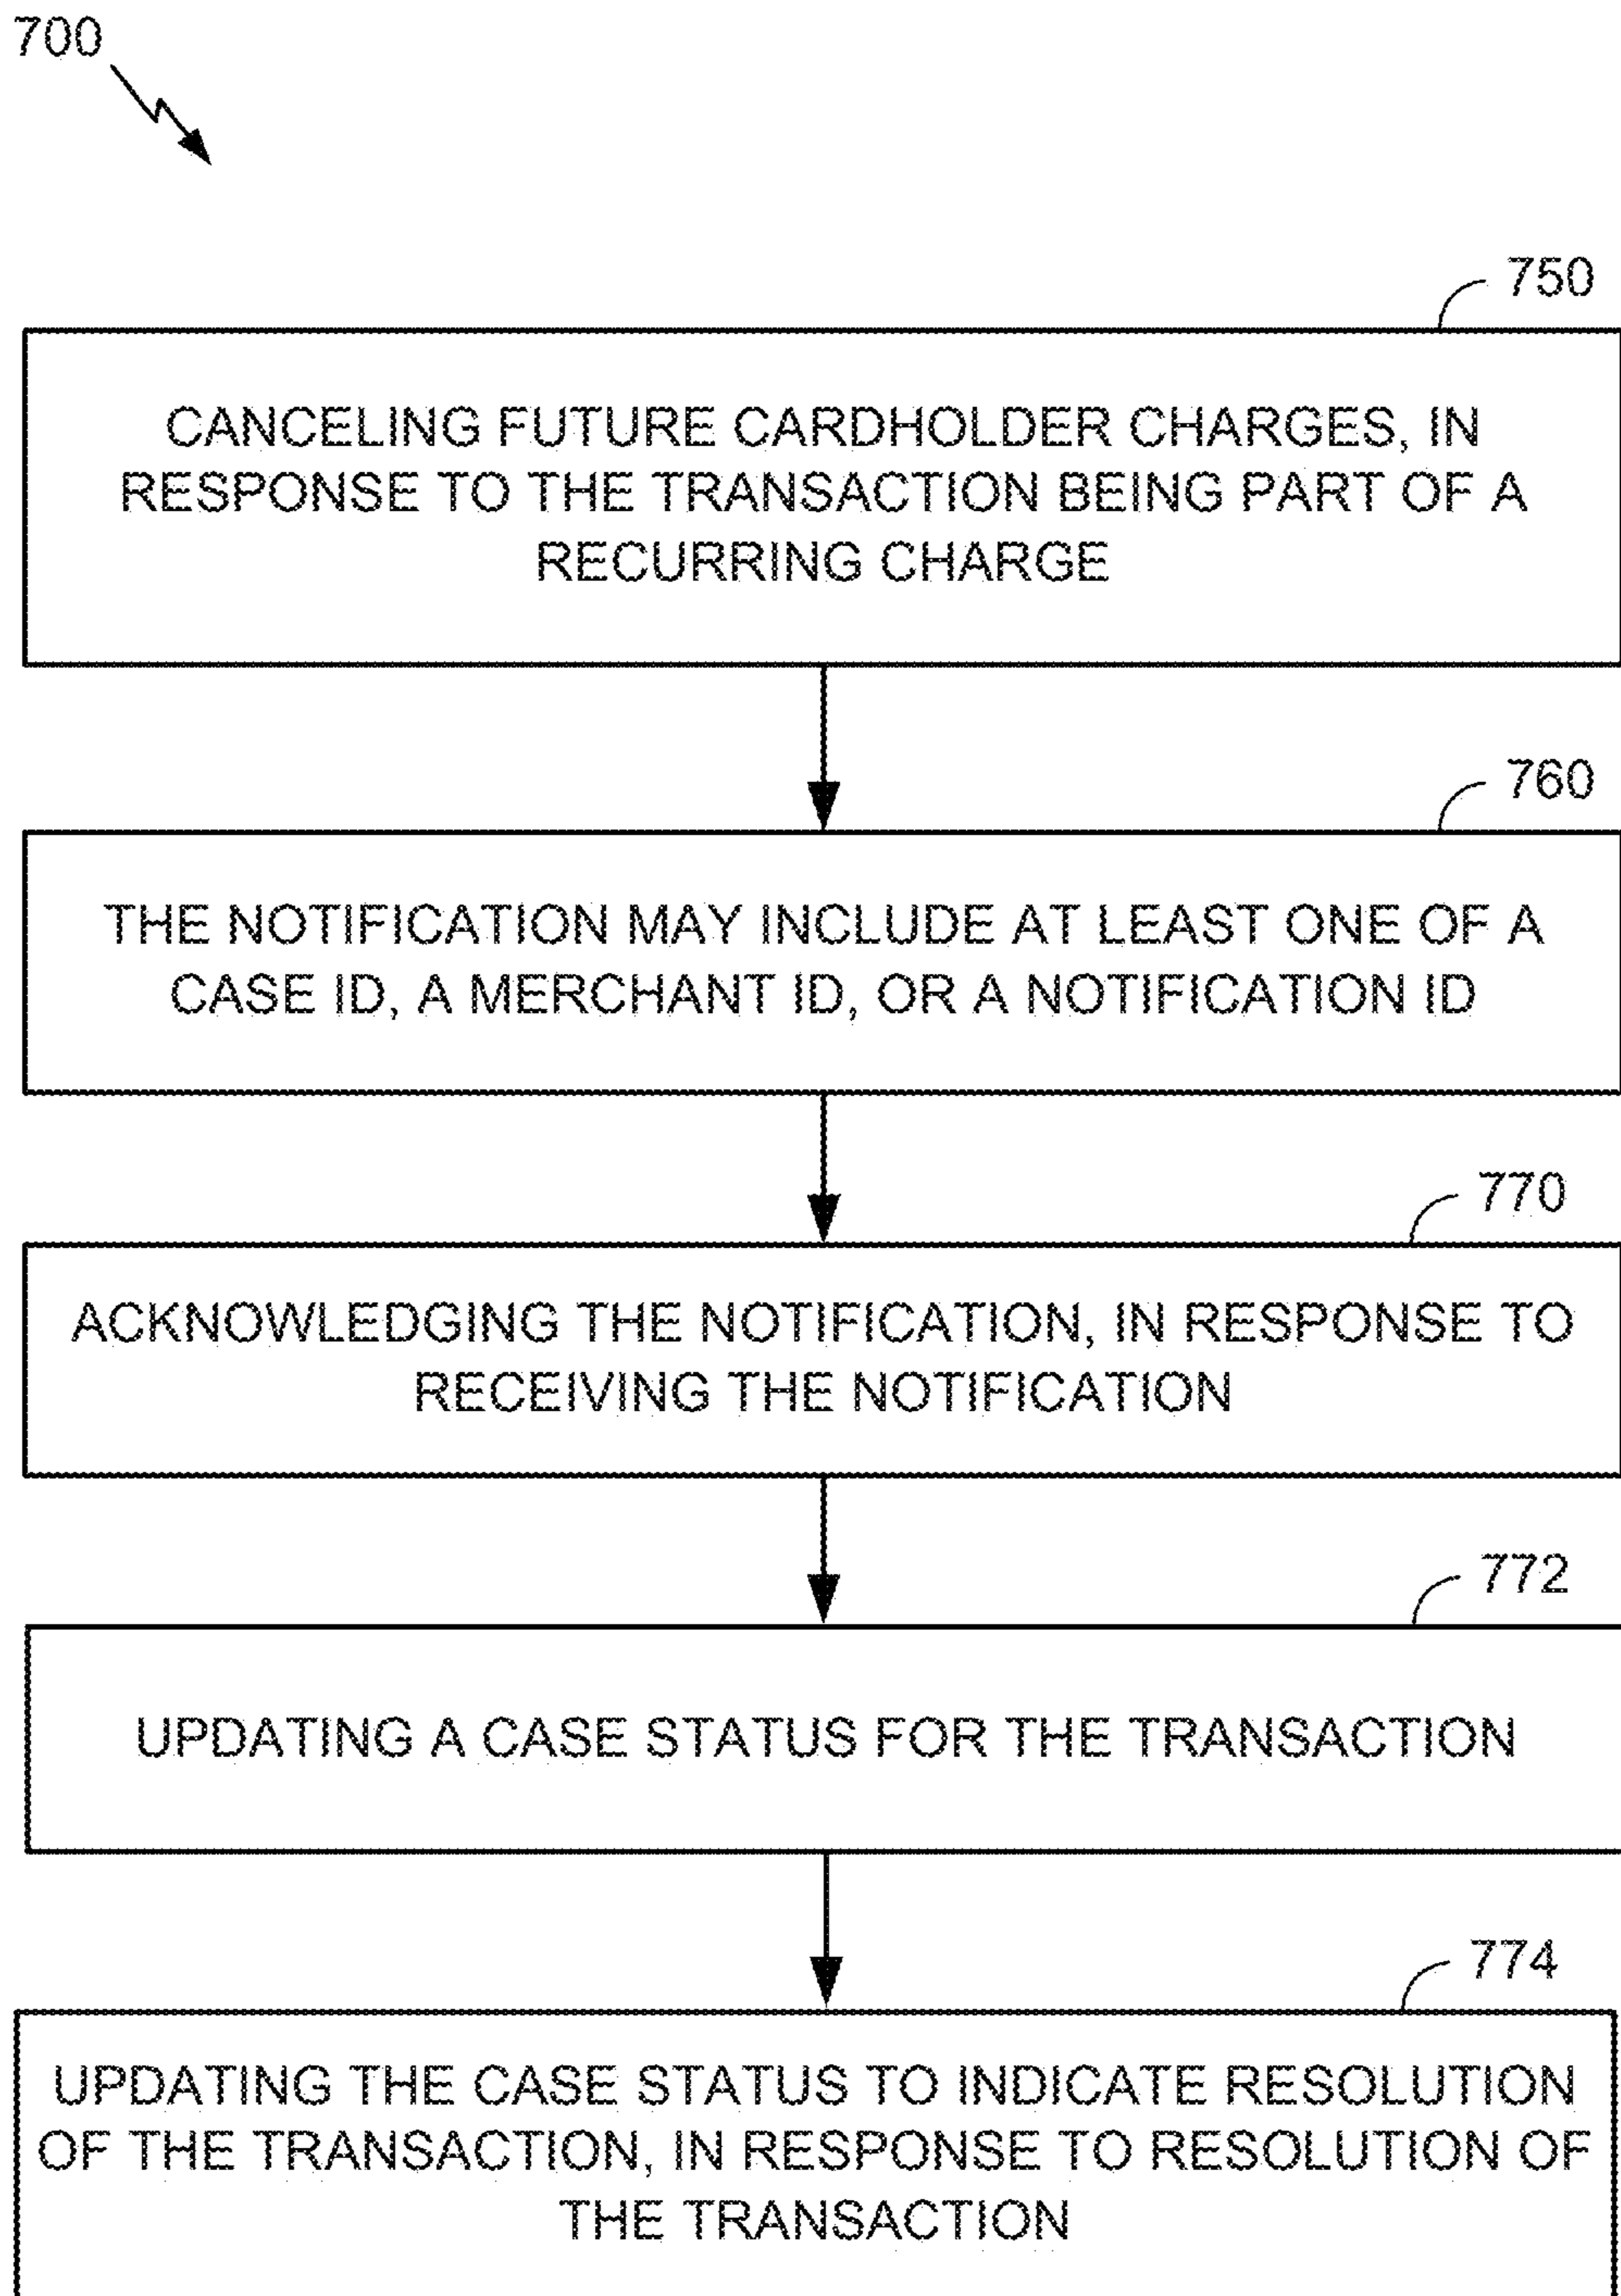 700
750
CANCELING FUTURE CARDHOLDER CHARGES, IN
RESPONSE TO THE TRANSACTION BEING PART OF A
RECURRING CHARGE
760
THE NOTIFICATION MAY INCLUDE AT LEAST ONE OF A
CASE ID, A MERCHANT ID, OR A NOTIFICATION ID
770
ACKNOWLEDGING THE NOTIFICATION, IN RESPONSE TO
RECEIVING THE NOTIFICATION
772
UPDATING A CASE STATUS FOR THE TRANSACTION
774
UPDATING THE CASE STATUS TO INDICATE RESOLUTION
OF THE TRANSACTION, IN RESPONSE TO RESOLUTION OF
THE TRANSACTION